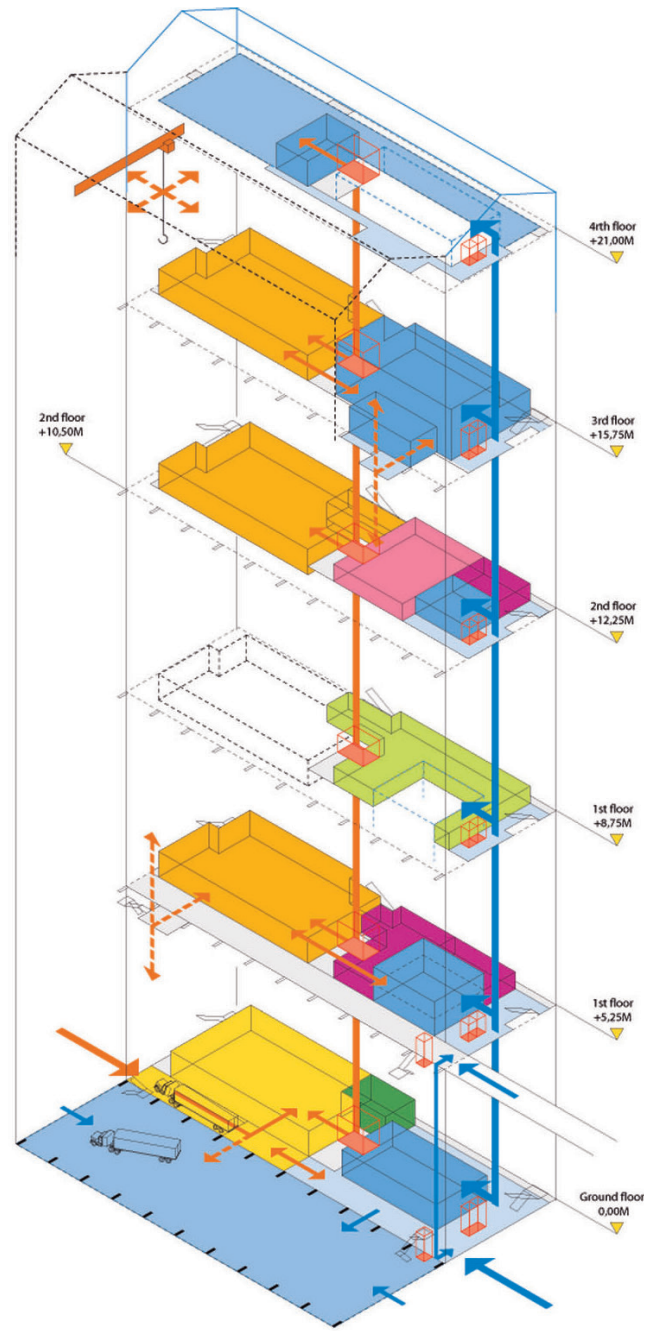 4rth floor
+21,00M
3rd floor
+15,75M
2nd floor
+10,50M
2nd floor
+12,25M
1st floor
+8,75M
1st floor
+5,25M
Ground floor
0,00M